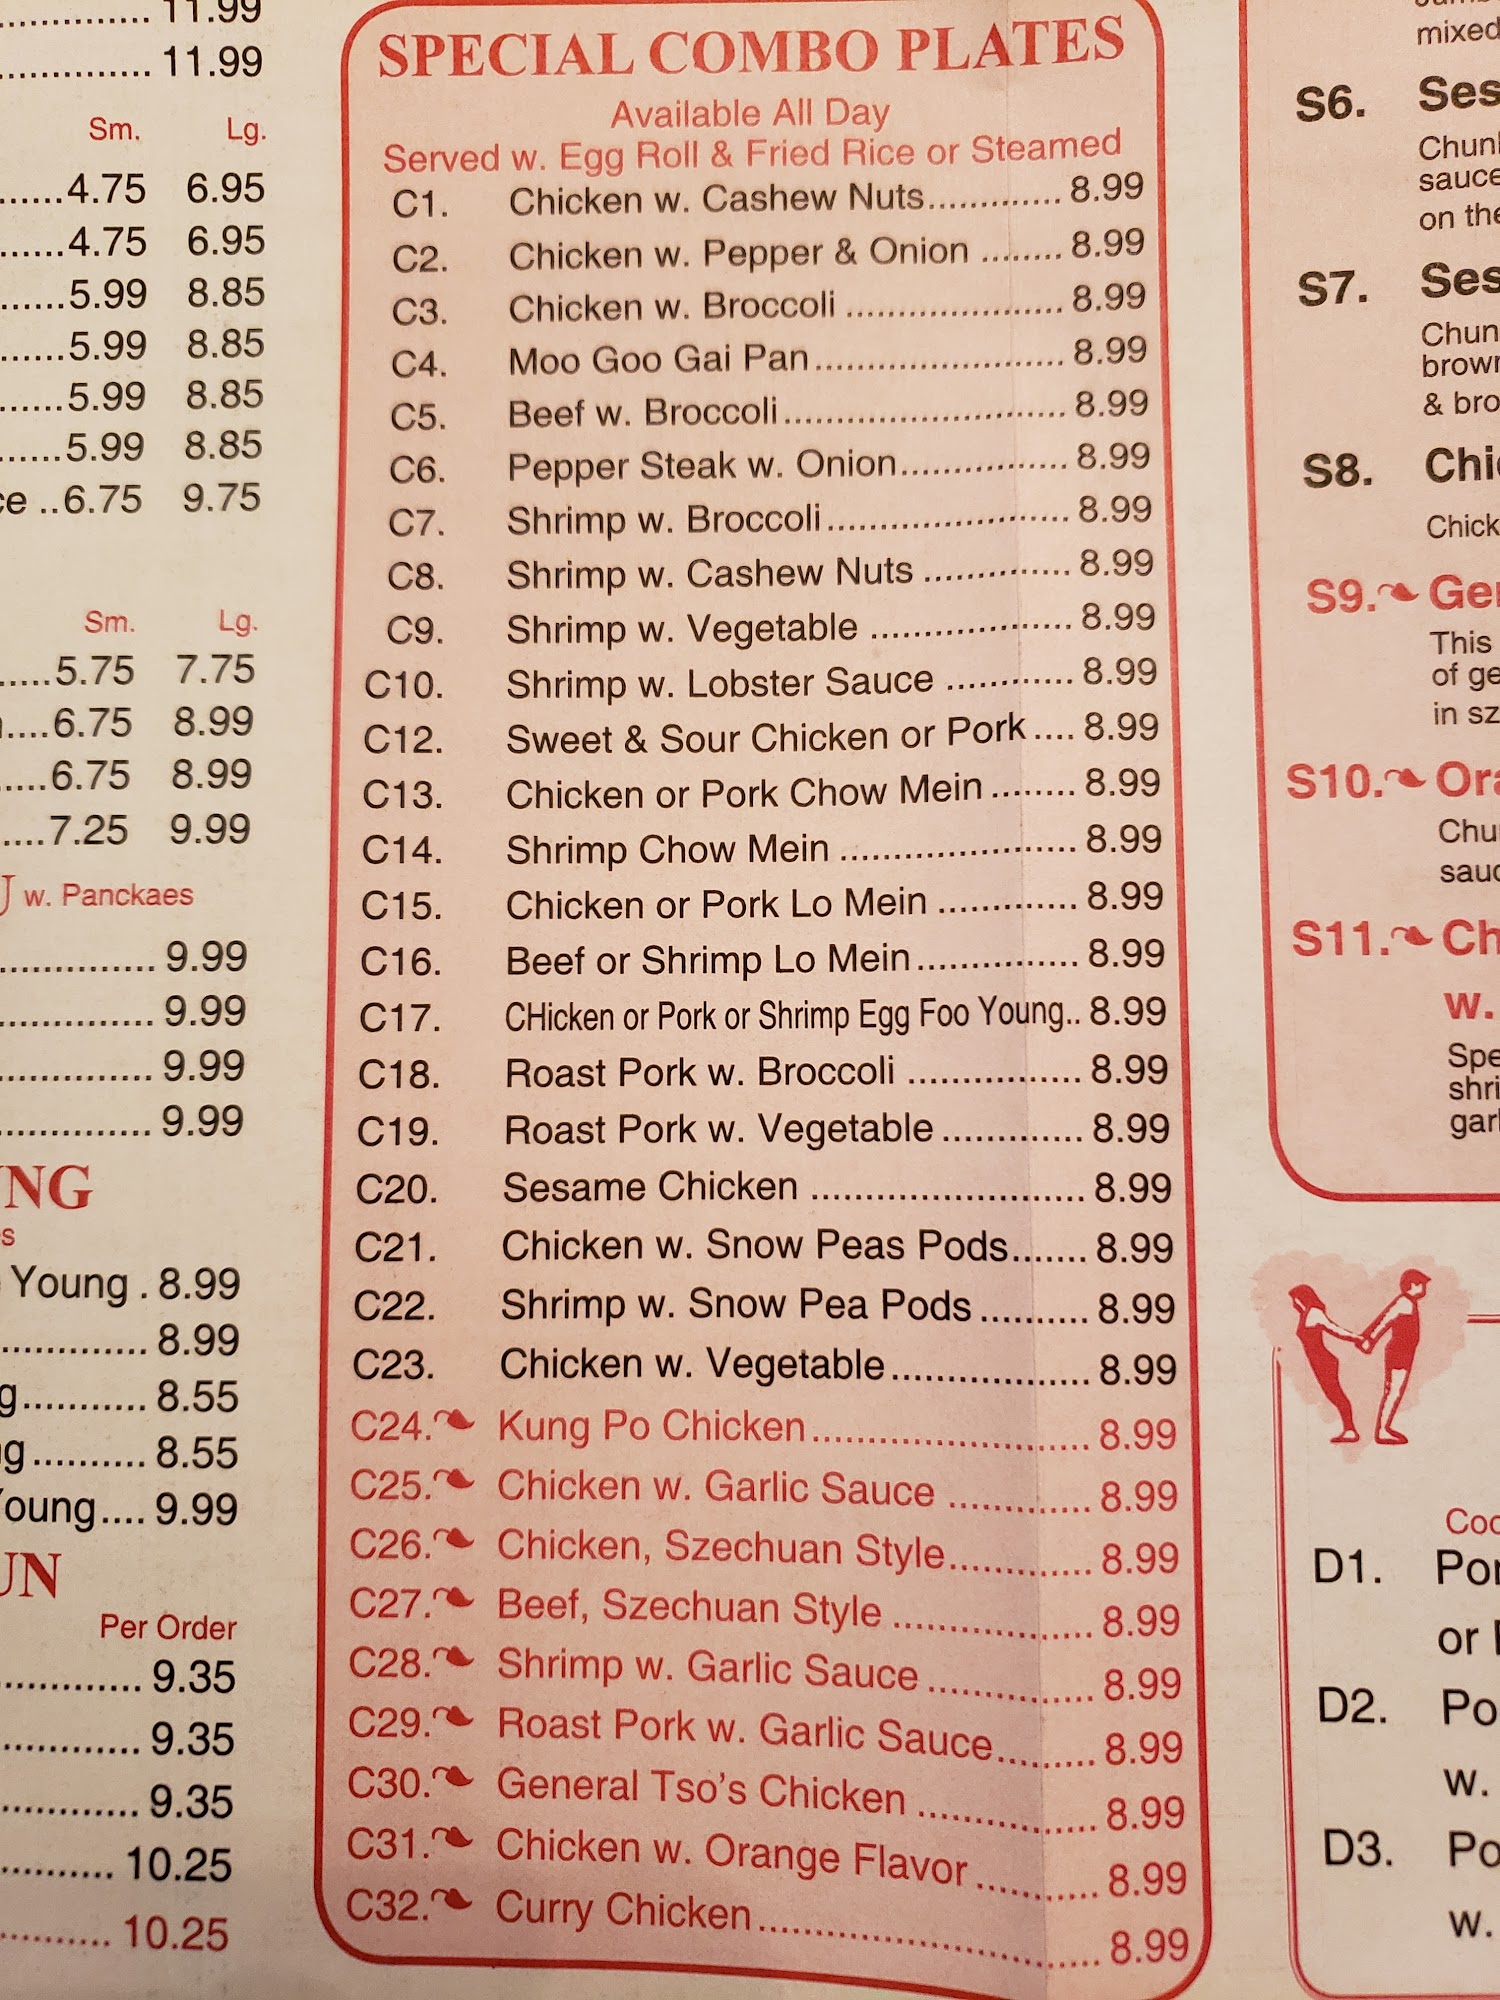 11.99
11.99
Sm. Lg.
4.75 6.95
4.75 6.95
5.99 8.85
5.99 8.85
5.99 8.85
5.99 8.85
..6.75 9.75
Sm. Lg.
5.75 7.75
6.75 8.99
6.75 8.99
7.25 9.99
w. Panckaes
9.99
9.99
9.99
9.99
Young . 8.99
8.99
8.55
8.55
9.99
Per Order
9.35
9.35
9.35
10.25
10.25
SPECIAL COMBO PLATES
Available All Day
Served w. Egg Roll & Fried Rice or Steamed
C1. Chicken w. Cashew Nuts............. 8.99
C2. Chicken w. Pepper & Onion ........ 8.99
C3. Chicken w. Broccoli ..................... 8.99
C4. Moo Goo Gai Pan........................ 8.99
C5. Beef w. Broccoli........................... 8.99
C6. Pepper Steak w. Onion................ 8.99
C7. Shrimp w. Broccoli....................... 8.99
C8. Shrimp w. Cashew Nuts .............. 8.99
C9. Shrimp w. Vegetable ................... 8.99
C10. Shrimp w. Lobster Sauce ............ 8.99
C12. Sweet & Sour Chicken or Pork .... 8.99
C13. Chicken or Pork Chow Mein ........ 8.99
C14. Shrimp Chow Mein ...................... 8.99
C15. Chicken or Pork Lo Mein ............. 8.99
C16. Beef or Shrimp Lo Mein............... 8.99
C17. CHicken or Pork or Shrimp Egg Foo Young.. 8.99
C18. Roast Pork w. Broccoli ................ 8.99
C19. Roast Pork w. Vegetable ............. 8.99
C20. Sesame Chicken ......................... 8.99
C21. Chicken w. Snow Peas Pods....... 8.99
C22. Shrimp w. Snow Pea Pods .......... 8.99
C23. Chicken w. Vegetable.................. 8.99
C24. Kung Po Chicken......................... 8.99
C25. Chicken w. Garlic Sauce ............. 8.99
C26. Chicken, Szechuan Style............. 8.99
C27. Beef, Szechuan Style .................. 8.99
C28. Shrimp w. Garlic Sauce ............... 8.99
C29. Roast Pork w. Garlic Sauce......... 8.99
C30. General Tso's Chicken ................ 8.99
C31. Chicken w. Orange Flavor ........... 8.99
C32. Curry Chicken.............................. 8.99
mixed
S6.
sauce
on the
S7.
& bro
S8.
S9.
This
of ge
in sz
S10.
S11.
w.
D1.
or
D2.
w.
D3.
w.